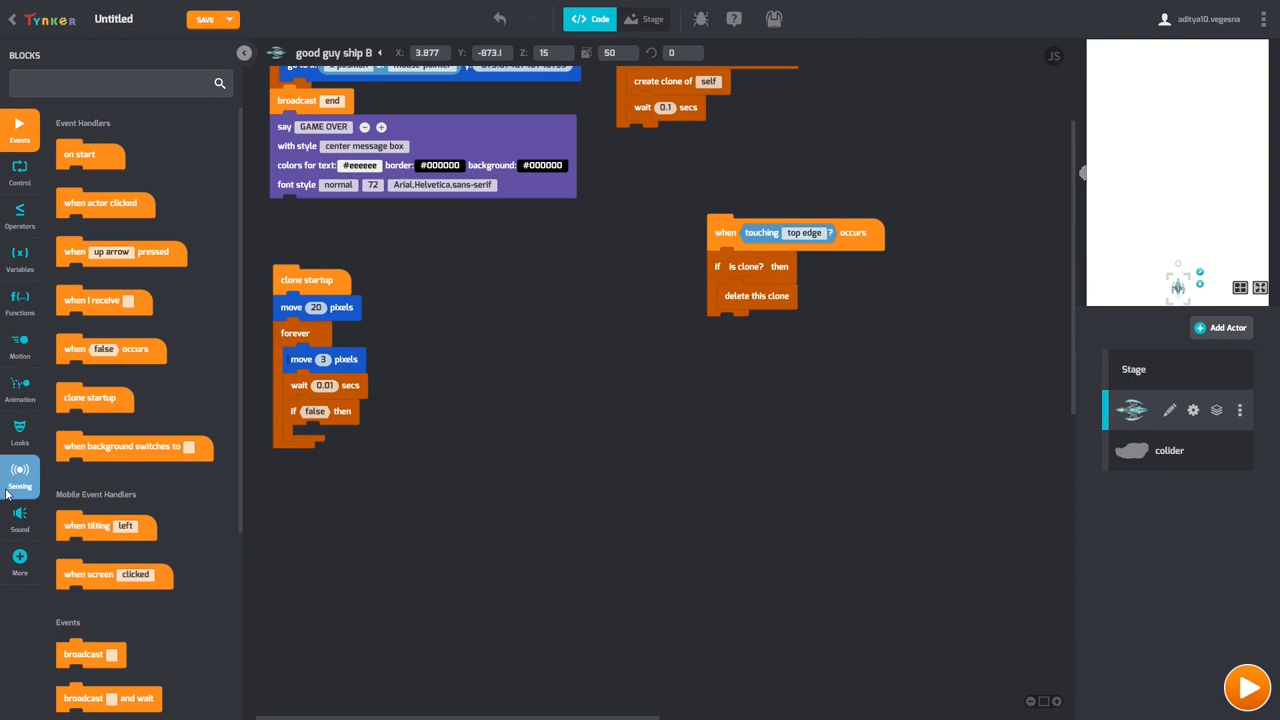 Tynker
Untitled
SAVE
Code
Stage
aditya10.vegesna
BLOCKS
good guy ship B
X: 3.877 Y: -873.( Z: 15 50 0
JS
Events
Control
Operators
Variables
Functions
Motion
Animation
Looks
Sensing
Sound
More
Event Handlers
on start
when actor clicked
when up arrow pressed
when I receive
when false occurs
clone startup
when background switches to
Mobile Event Handlers
when tilting left
when screen clicked
Events
broadcast
broadcast and wait
broadcast end
say GAME OVER
with style center message box
colors for text: #eeeeee border: #000000 background: #000000
font style normal 72 Arial,Helvetica,sans-serif
clone startup
move 20 pixels
forever
move 3 pixels
wait 0.01 secs
if false then
create clone of self
wait 0.1 secs
when touching top edge ? occurs
if is clone? then
delete this clone
Add Actor
Stage
colider